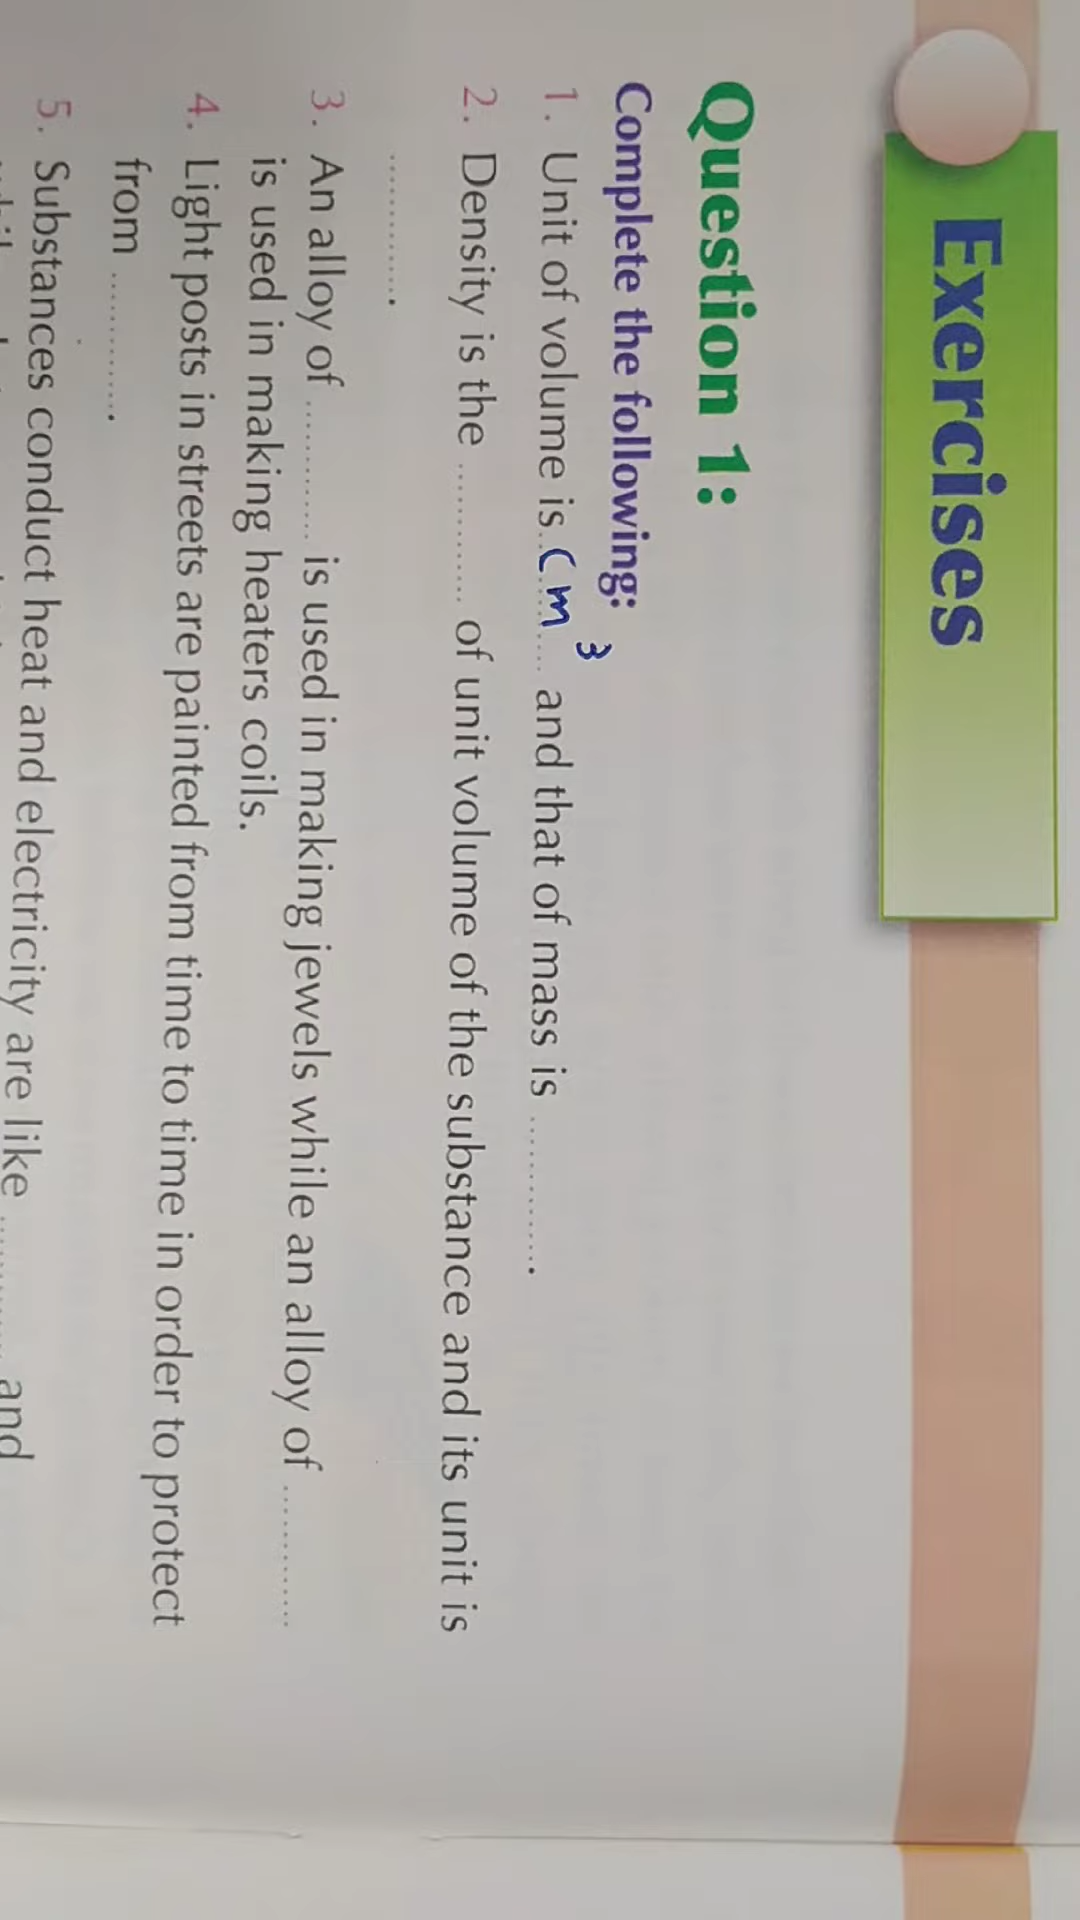 Exercises
Question 1:
Complete the following:
1. Unit of volume is..cm³.... and that of mass is ............
2. Density is the ............ of unit volume of the substance and its unit is
............
3. An alloy of ............ is used in making jewels while an alloy of ............
is used in making heaters coils.
4. Light posts in streets are painted from time to time in order to protect
from ............
5. Substances conduct heat and electricity are like ............ and